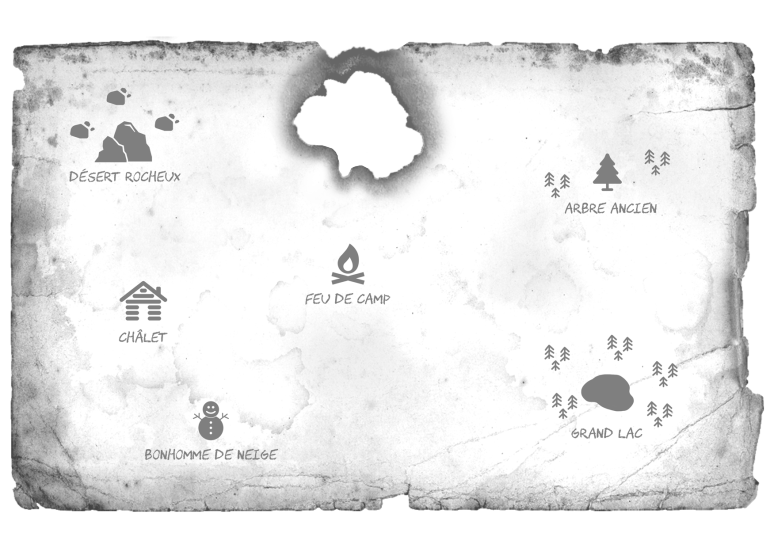 DÉSERT ROCHEUX
ARBRE ANCIEN
FEU DE CAMP
CHÂLET
GRAND LAC
BONHOMME DE NEIGE